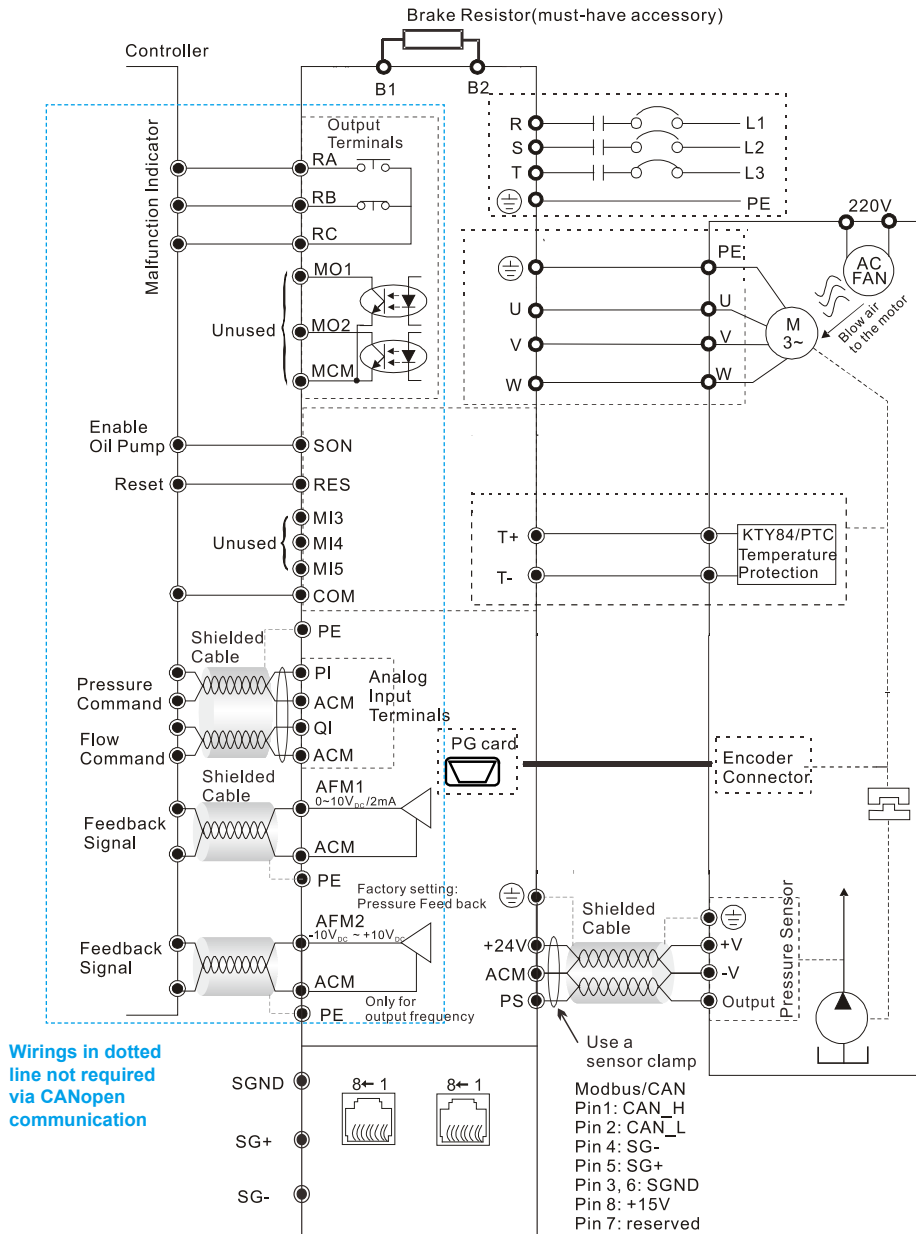 Brake Resistor(must-have accessory)
Controller
B1
B2
Malfunction Indicator
Output
Terminals
RA
RB
RC
MO1
Unused
MO2
MCM
R
L1
S
L2
T
L3
PE
220V
PE
AC
FAN
U
U
M
3~
Blow air
to the motor
V
V
W
W
Enable
Oil Pump
SON
Reset
RES
MI3
Unused
MI4
MI5
COM
T+
T-
KTY84/PTC
Temperature
Protection
PE
Shielded
Cable
PI
Pressure
Command
ACM
Analog
Input
Terminals
QI
Flow
Command
ACM
PG card
Encoder
Connector
Shielded
Cable
AFM1
0~10VDC/2mA
Feedback
Signal
ACM
PE
Factory setting:
Pressure Feed back
AFM2
-10VDC ~ +10VDC
Feedback
Signal
ACM
PE
Only for
output frequency
Shielded
Cable
+24V
+V
ACM
-V
PS
Output
Pressure Sensor
Use a
sensor clamp
Wirings in dotted
line not required
via CANopen
communication
SGND
8← 1
8← 1
SG+
SG-
Modbus/CAN
Pin1: CAN_H
Pin 2: CAN_L
Pin 4: SG-
Pin 5: SG+
Pin 3, 6: SGND
Pin 8: +15V
Pin 7: reserved